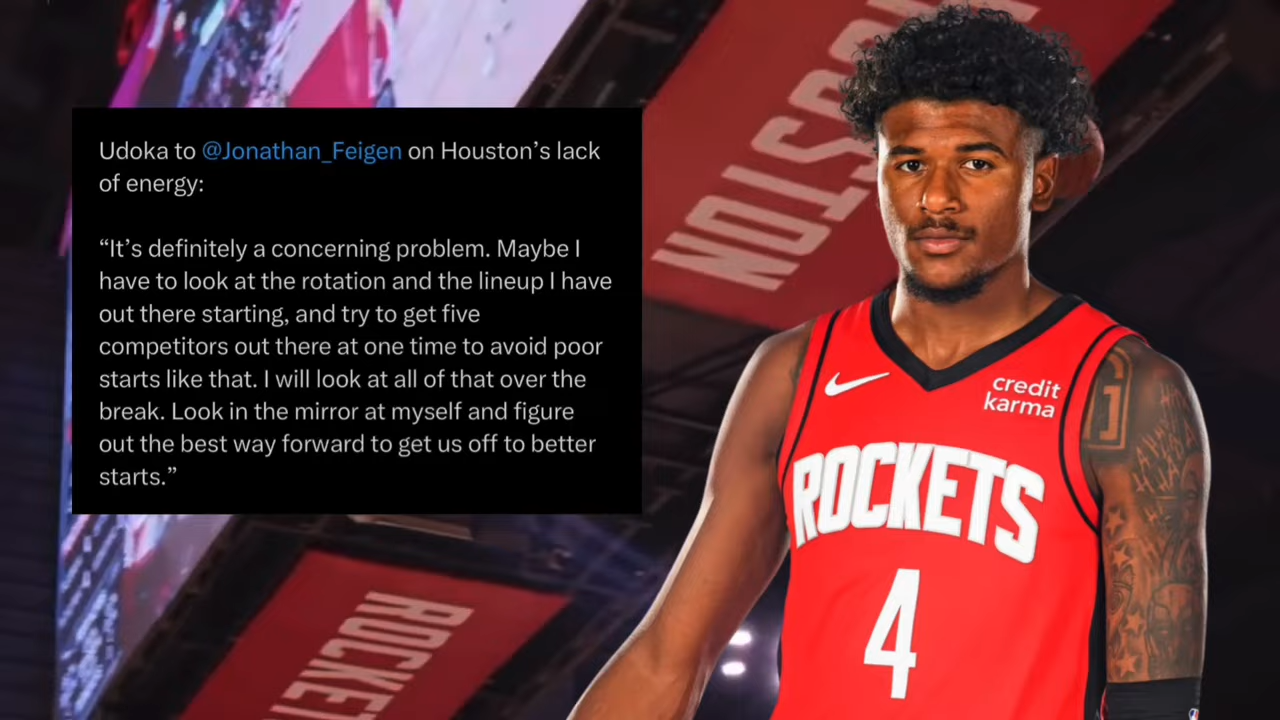 Udoka to @Jonathan_Feigen on Houston’s lack
of energy:
“It’s definitely a concerning problem. Maybe I
have to look at the rotation and the lineup I have
out there starting, and try to get five
competitors out there at one time to avoid poor
starts like that. I will look at all of that over the
break. Look in the mirror at myself and figure
out the best way forward to get us off to better
starts.”
HOUSTON
ROCKE
credit
karma
ROCKETS
4